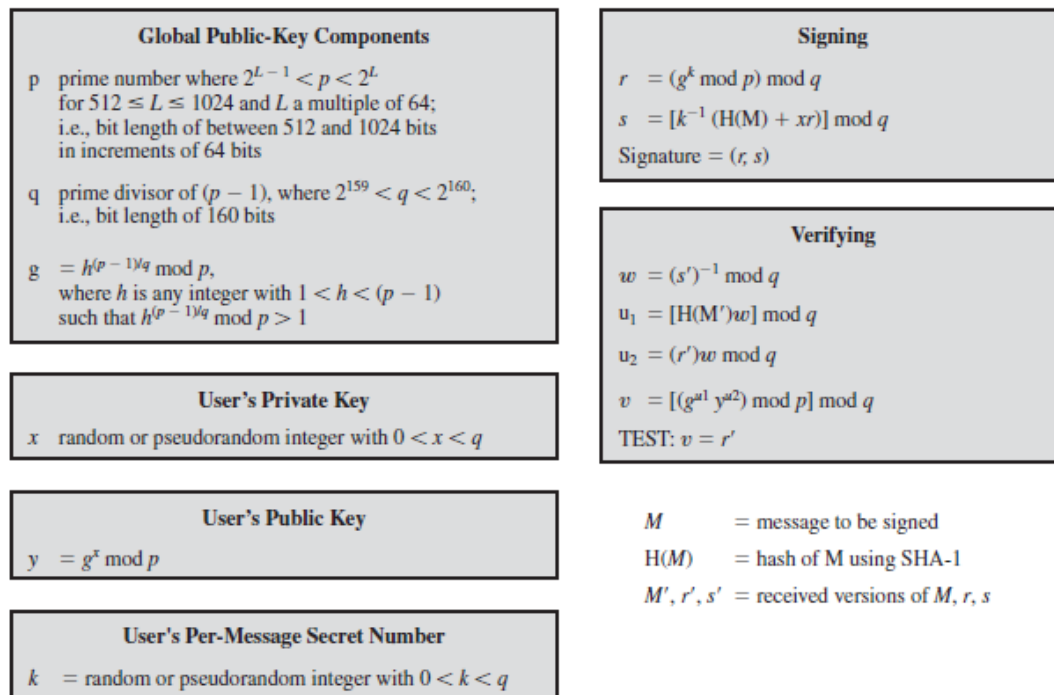 Global Public-Key Components
p prime number where 2^{L – 1} < p < 2^L
for 512 ≤ L ≤ 1024 and L a multiple of 64;
i.e., bit length of between 512 and 1024 bits
in increments of 64 bits
q prime divisor of (p – 1), where 2^{159} < q < 2^{160};
i.e., bit length of 160 bits
g = h^{(p – 1)/q} mod p,
where h is any integer with 1 < h < (p – 1)
such that h^{(p – 1)/q} mod p > 1
User's Private Key
x random or pseudorandom integer with 0 < x < q
User's Public Key
y = g^x mod p
User's Per-Message Secret Number
k = random or pseudorandom integer with 0 < k < q
Signing
r = (g^k mod p) mod q
s = [k^{–1} (H(M) + xr)] mod q
Signature = (r, s)
Verifying
w = (s')^{–1} mod q
u_1 = [H(M')w] mod q
u_2 = (r')w mod q
v = [(g^{u1} y^{u2}) mod p] mod q
TEST: v = r'
M = message to be signed
H(M) = hash of M using SHA-1
M', r', s' = received versions of M, r, s